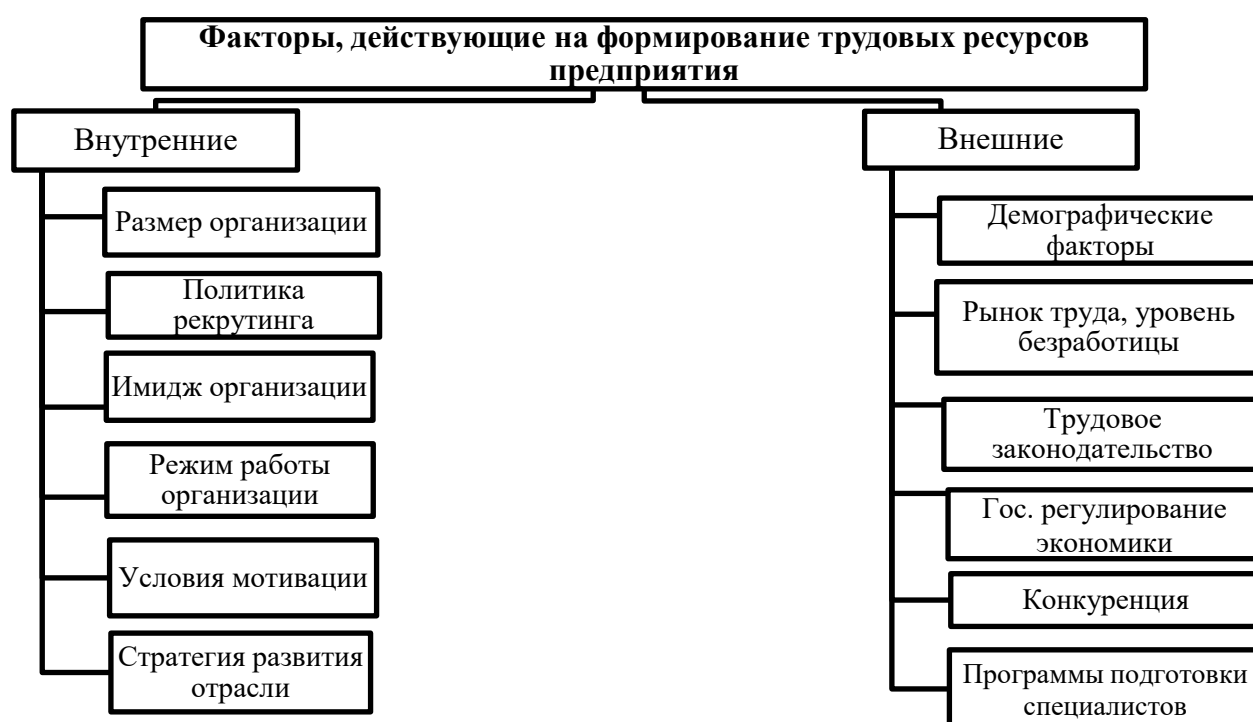 Факторы, действующие на формирование трудовых ресурсов
предприятия
Внутренние
Размер организации
Политика
рекрутинга
Имидж организации
Режим работы
организации
Условия мотивации
Стратегия развития
отрасли
Внешние
Демографические
факторы
Рынок труда, уровень
безработицы
Трудовое
законодательство
Гос. регулирование
экономики
Конкуренция
Программы подготовки
специалистов